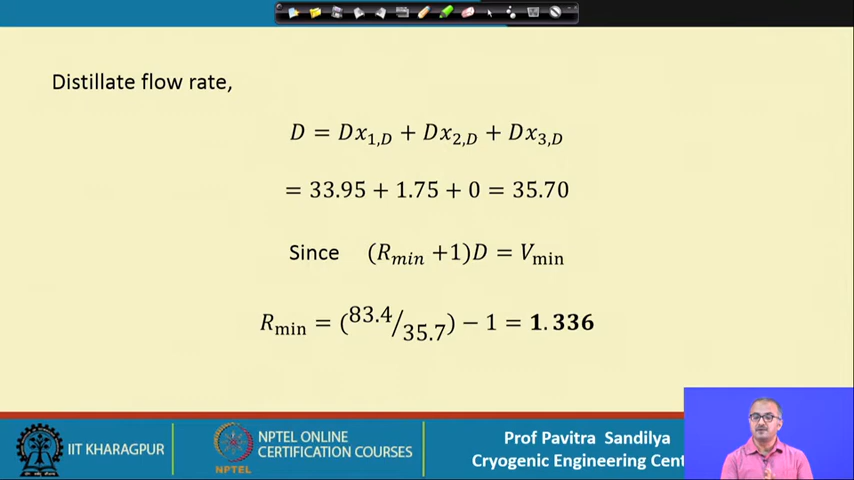 Distillate flow rate,
D = Dx₁,D + Dx₂,D + Dx₃,D
= 33.95 + 1.75 + 0 = 35.70
Since (Rmin +1)D = Vmin
Rmin = (83.4/35.7) − 1 = 1.336
IIT KHARAGPUR
NPTEL
NPTEL ONLINE
CERTIFICATION COURSES
Prof Pavitra Sandilya
Cryogenic Engineering Cent